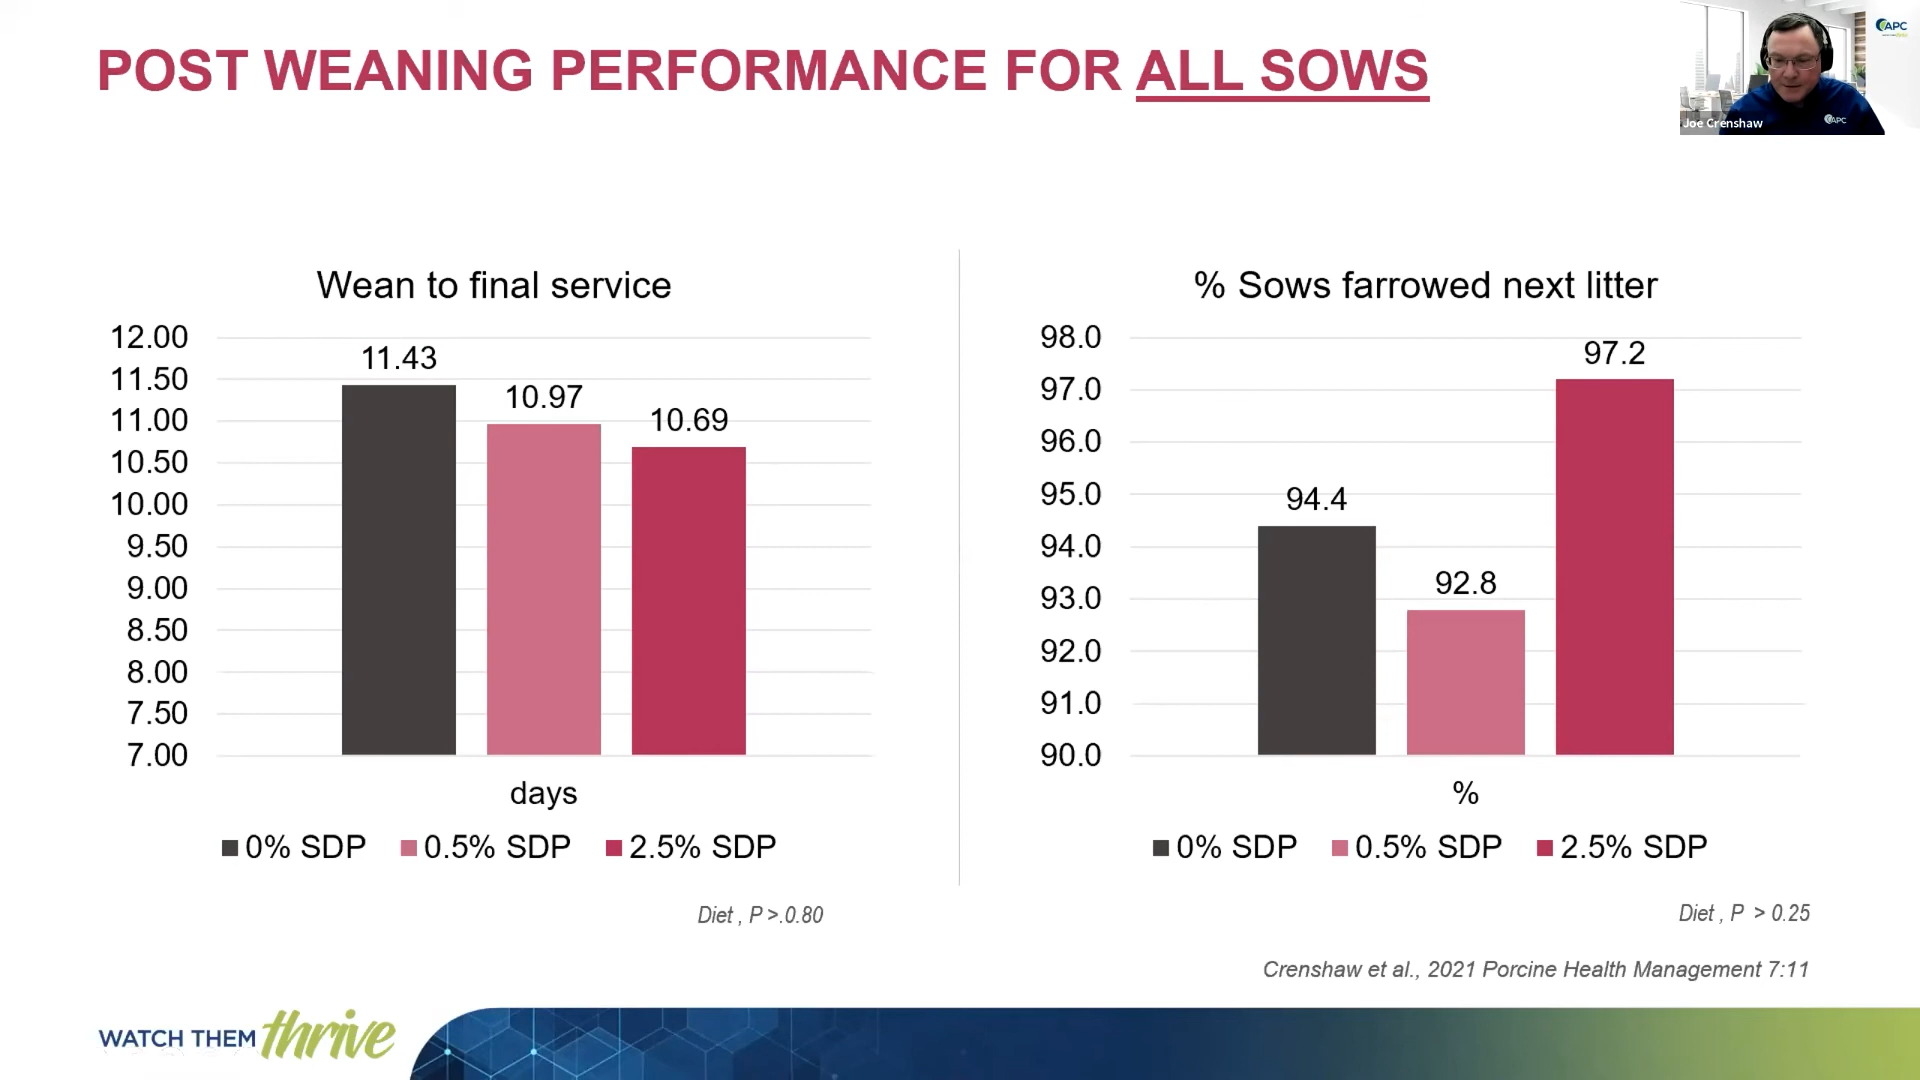 POST WEANING PERFORMANCE FOR ALL SOWS
APC
Joe Crenshaw
APC
Wean to final service
12.00
11.50
11.00
10.50
10.00
9.50
9.00
8.50
8.00
7.50
7.00
11.43
10.97
10.69
days
0% SDP 0.5% SDP 2.5% SDP
Diet , P >.0.80
% Sows farrowed next litter
98.0
97.0
96.0
95.0
94.0
93.0
92.0
91.0
90.0
94.4
92.8
97.2
%
0% SDP 0.5% SDP 2.5% SDP
Diet , P > 0.25
Crenshaw et al., 2021 Porcine Health Management 7:11
WATCH THEM thrive